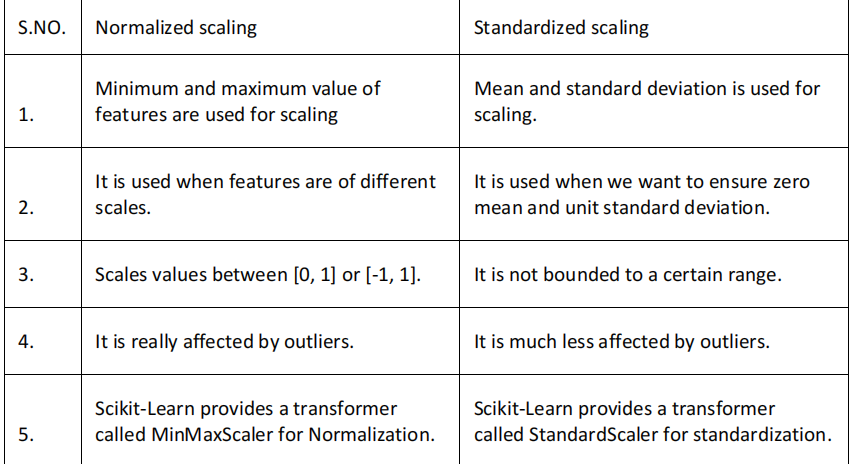 S.NO. Normalized scaling Standardized scaling
1. Minimum and maximum value of
features are used for scaling
Mean and standard deviation is used for
scaling.
2. It is used when features are of different
scales.
It is used when we want to ensure zero
mean and unit standard deviation.
3. Scales values between [0, 1] or [-1, 1]. It is not bounded to a certain range.
4. It is really affected by outliers. It is much less affected by outliers.
5. Scikit-Learn provides a transformer
called MinMaxScaler for Normalization.
Scikit-Learn provides a transformer
called StandardScaler for standardization.